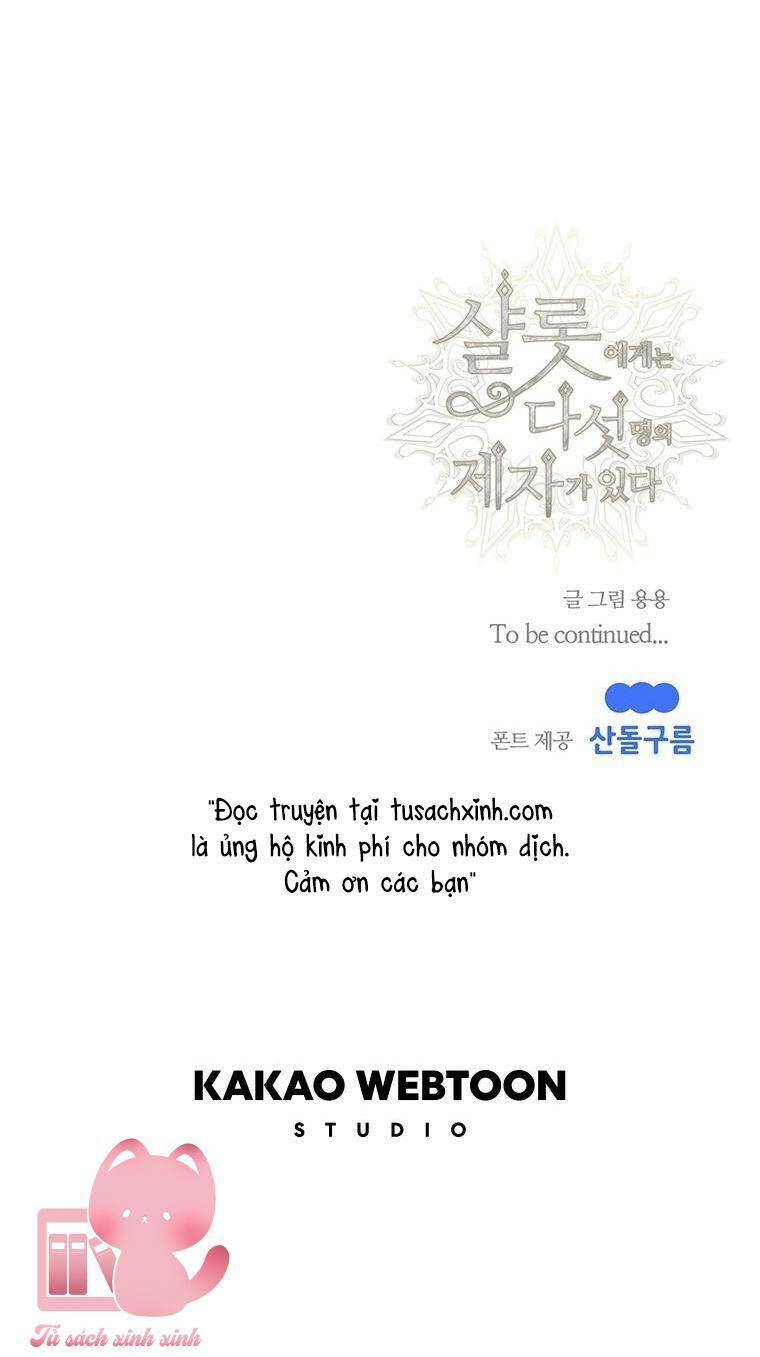 샬롯에게는
다섯명의
제자가 있다
글 그림 용용
To be continued...
폰트 제공 산돌구름
"Đọc truyện tại tusachxinh.com
là ủng hộ kinh phí cho nhóm dịch.
Cảm ơn các bạn"
KAKAO WEBTOON
STUDIO
Tủ sách xinh xinh